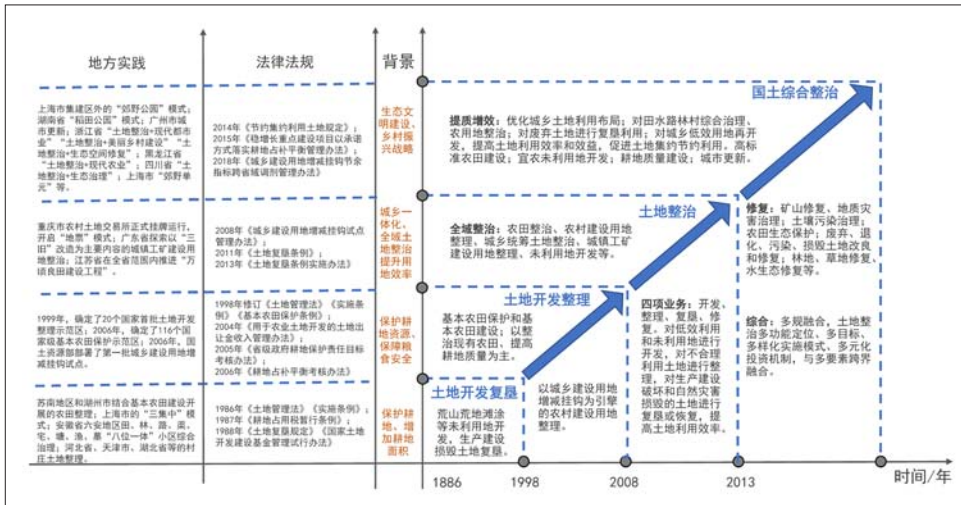 地方实践
法律法规
背景
上海市集建区外的“郊野公园”模式；
湖南省“稻田公园”模式；广州市城
市更新；浙江省“土地整治+现代都市
业”“土地整治+美丽乡村建设”“土
地整治+生态空间修复”；黑龙江省
“土地整治+现代农业”；四川省“土
地整治+生态治理”；上海市“郊野
单元”等。
2014年《节约集约利用土地规定》；
2015年《稳增长重点建设项目以承诺
方式落实耕地占补平衡管理办法》；
2018年《城乡建设用地增减挂钩节余
指标跨省域调剂管理办法》
生态文
明建设、
乡村振
兴战略
国土综合整治
提质增效：优化城乡土地利用布局；对田水路林村综合治理、
农用地整治；对废弃土地进行复垦利用；对城乡低效用地再开
发，提高土地利用效率和效益，促进土地集约节约利用。高标
准农田建设；宜农未利用地开发；耕地质量建设；城市更新。
重庆市农村土地交易所正式挂牌运行，
开启“地票”模式；广东省探索以“三
旧”改造为主要内容的城镇工矿建设用
地整治；江苏省在全省范围内推进“万
顷良田建设工程”。
2008年《城乡建设用地增减挂钩试点
管理办法》；
2011年《土地复垦条例》；
2013年《土地复垦条例实施办法》
城乡一
体化、
全域土
地整治
提升用
地效率
土地整治
全域整治：农田整治、农村建设用地
整理、城乡统筹土地整治、城镇工矿
建设用地整理、未利用地开发等。
修复：矿山修复、地质灾
害治理；土壤污染治理；
农田生态保护；废弃、退
化、污染、损毁土地改良
和修复；林地、草地修复、
水生态修复等。
1999年，确定了20个国家首批土地开发
整理示范区；2006年，确定了116个国
家级基本农田保护示范区；2006年，国
土资源部部署了第一批城乡建设用地增
减挂钩试点。
1998年修订《土地管理法》《实施条
例》《基本农田保护条例》；
2004年《用于农业土地开发的土地出让
金收入管理办法》；
2005年《省级政府耕地保护责任目标
考核办法》；
2006年《耕地占补平衡考核办法》
保护耕
地资源、
保障粮
食安全
土地开发整理
基本农田保护和基
本农田建设；以整
治现有农田、提高
耕地质量为主。
四项业务：开发、
整理、复垦、
修复。对低效利用
和未利用地进行
开发，对不合理
利用土地进行整
理，对生产建设
破坏和自然灾害
损毁的土地进行
复垦或恢复，提
高土地利用效率。
综合：多规融合，土地整
治多功能定位、多目标、
多样化实施模式、多元化
投资机制，与多要素跨界
融合。
苏南地区和湖州市结合基本农田建设开
展的农田整理；上海市的“三集中”模
式；安徽省六安地区田、林、路、渠、
宅、塘、渔、墓“八位一体”小区综合
治理；河北省、天津市、湖北省等的村
庄土地整理。
1986年《土地管理法》《实施条例》；
1987年《耕地占用税暂行条例》；
1988年《土地复垦规定》《国家土地
开发建设基金管理试行办法》
保护耕
地、增
加耕地
面积
土地开发复垦
荒山荒地滩涂
等未利用地开
发，生产建设
损毁土地复垦。
以城乡建设用地
增减挂钩为引擎
的农村建设用地
整理。
1886
1998
2008
2013
时间/年